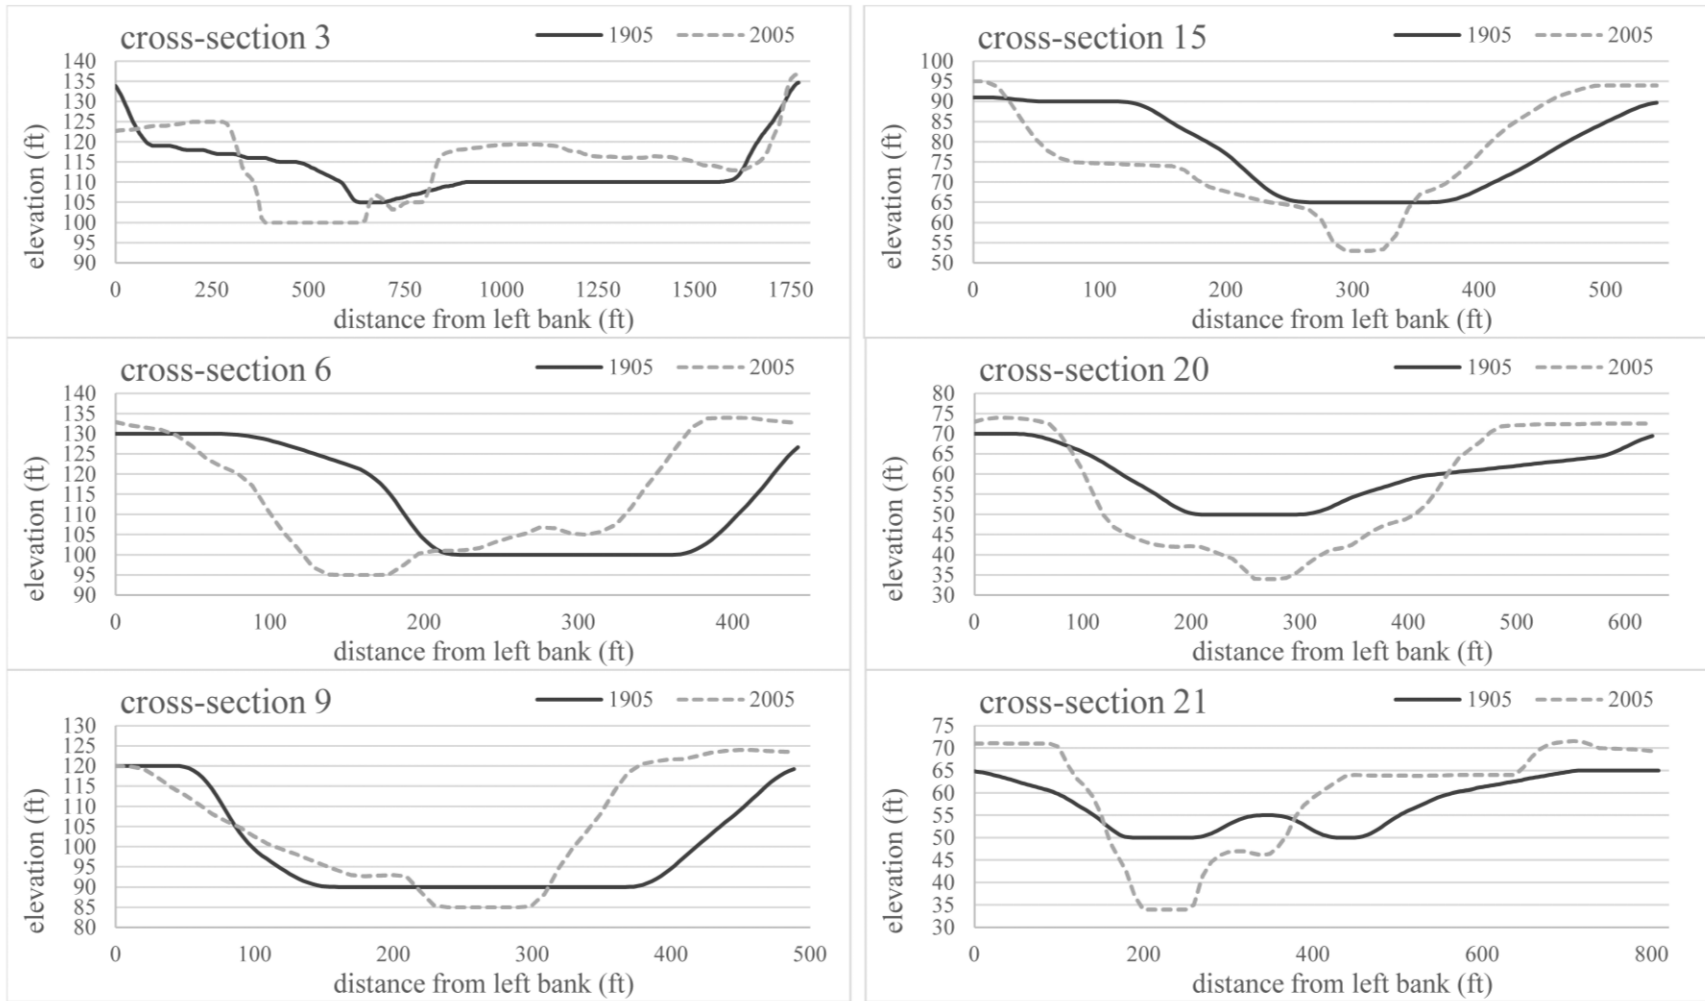 cross-section 3
1905 2005
140
135
130
125
120
115
110
105
100
95
90
elevation (ft)
0 250 500 750 1000 1250 1500 1750
distance from left bank (ft)
cross-section 15
1905 2005
100
95
90
85
80
75
70
65
60
55
50
elevation (ft)
0 100 200 300 400 500
distance from left bank (ft)
cross-section 6
1905 2005
140
135
130
125
120
115
110
105
100
95
90
elevation (ft)
0 100 200 300 400
distance from left bank (ft)
cross-section 20
1905 2005
80
75
70
65
60
55
50
45
40
35
30
elevation (ft)
0 100 200 300 400 500 600
distance from left bank (ft)
cross-section 9
1905 2005
130
125
120
115
110
105
100
95
90
85
80
elevation (ft)
0 100 200 300 400 500
distance from left bank (ft)
cross-section 21
1905 2005
75
70
65
60
55
50
45
40
35
30
elevation (ft)
0 200 400 600 800
distance from left bank (ft)